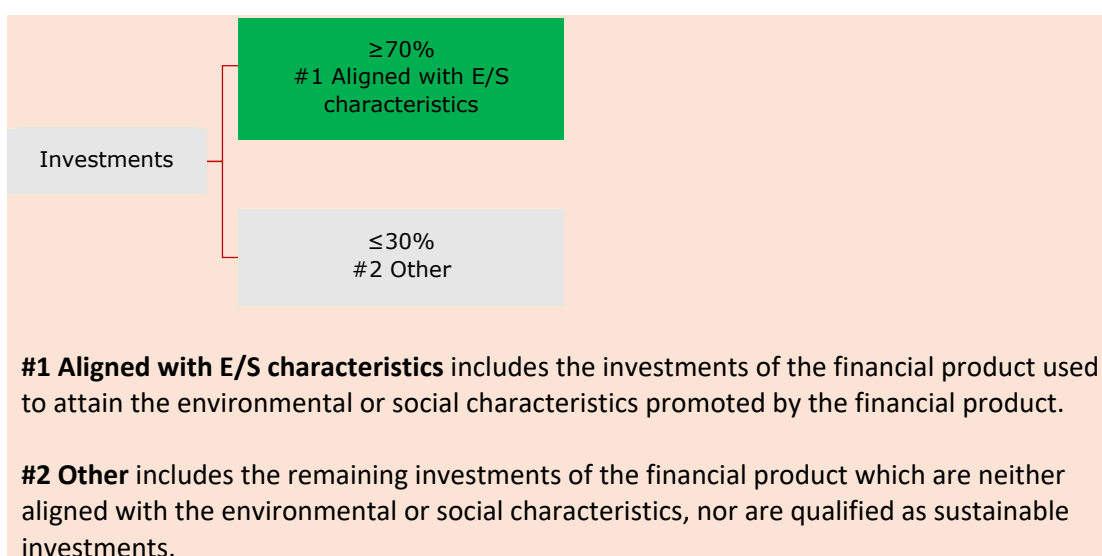 ≥70%
#1 Aligned with E/S
characteristics
Investments
≤30%
#2 Other
#1 Aligned with E/S characteristics includes the investments of the financial product used
to attain the environmental or social characteristics promoted by the financial product.
#2 Other includes the remaining investments of the financial product which are neither
aligned with the environmental or social characteristics, nor are qualified as sustainable
investments.